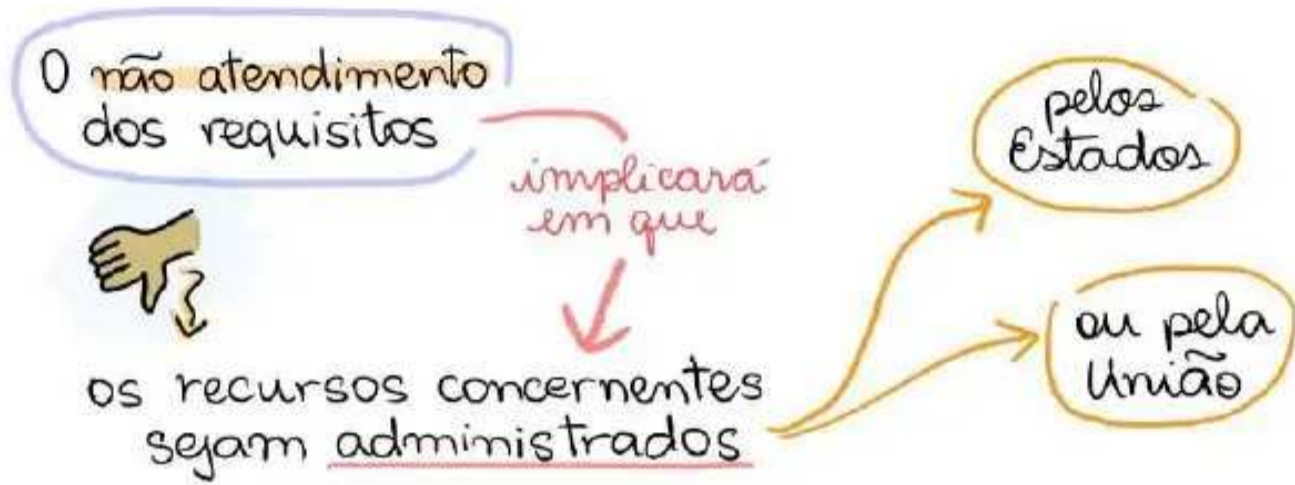 O não atendimento
dos requisitos
implicará
em que
os recursos concernentes
sejam administrados
pelos
Estados
ou pela
União